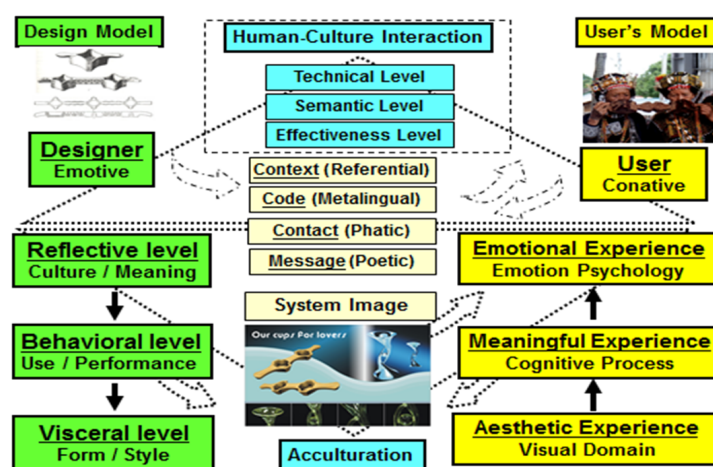 Design Model
Human-Culture Interaction
User's Model
Technical Level
Semantic Level
Effectiveness Level
Designer
Emotive
Context (Referential)
Code (Metalingual)
Contact (Phatic)
Message (Poetic)
User
Conative
Reflective level
Culture / Meaning
Behavioral level
Use / Performance
Visceral level
Form / Style
System Image
Our cups For lovers
Acculturation
Emotional Experience
Emotion Psychology
Meaningful Experience
Cognitive Process
Aesthetic Experience
Visual Domain